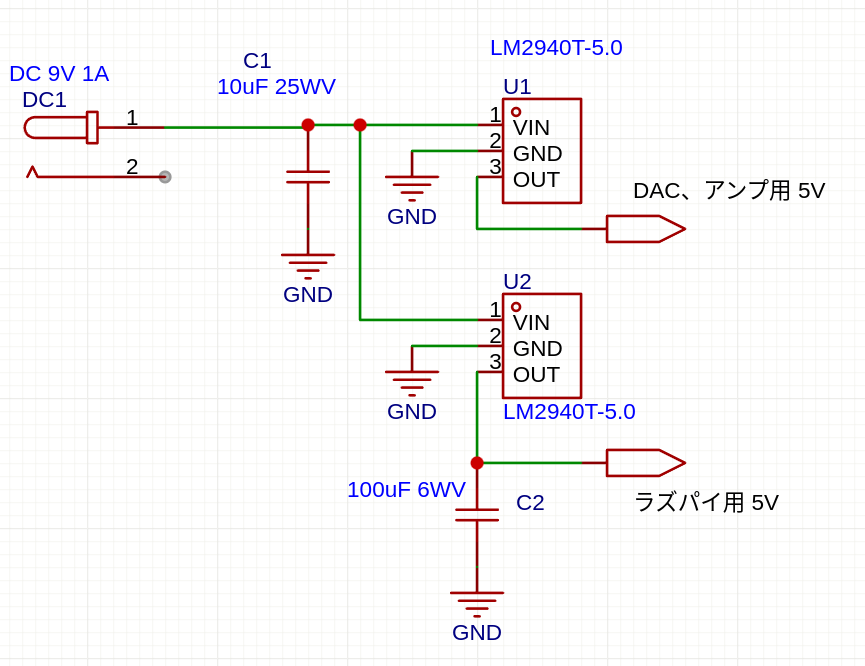 LM2940T-5.0
C1
DC 9V 1A
10uF 25WV
U1
DC1
1
1
VIN
2
GND
2
3
OUT
DAC、アンプ用 5V
GND
U2
GND
1
VIN
2
GND
3
OUT
GND
LM2940T-5.0
100uF 6WV
C2
ラズパイ用 5V
GND